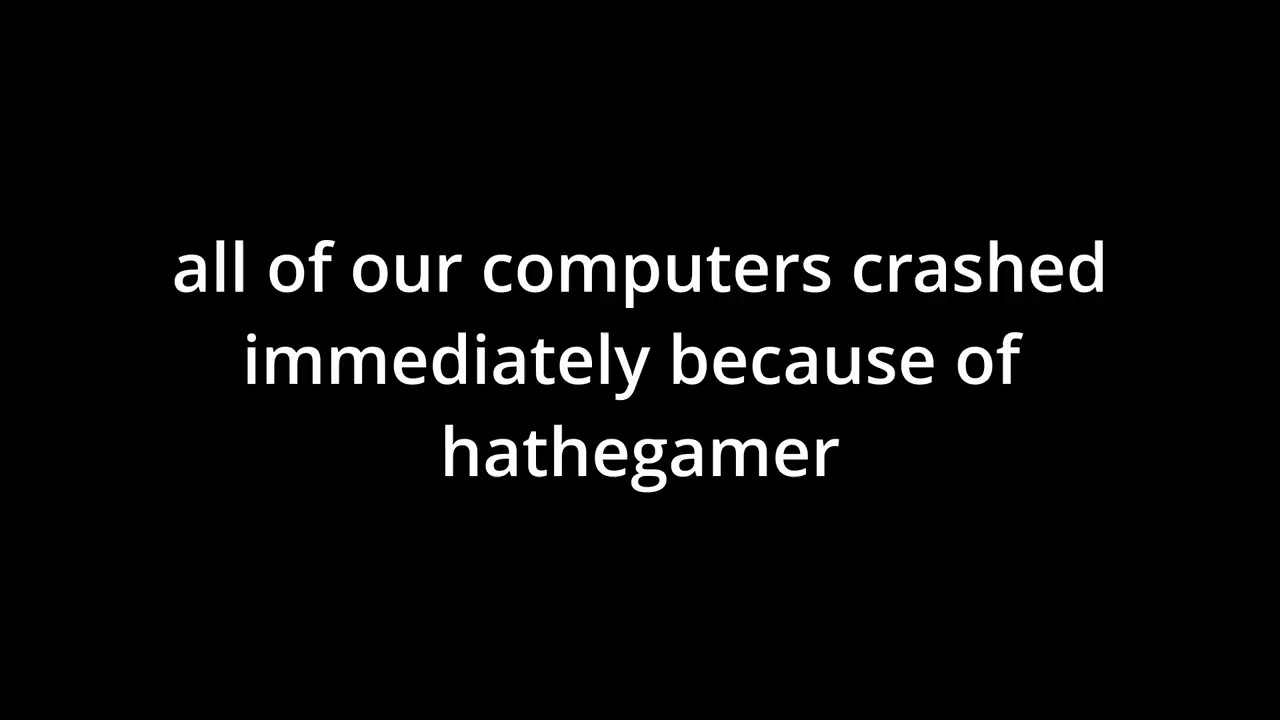 all of our computers crashed
immediately because of
hathegamer